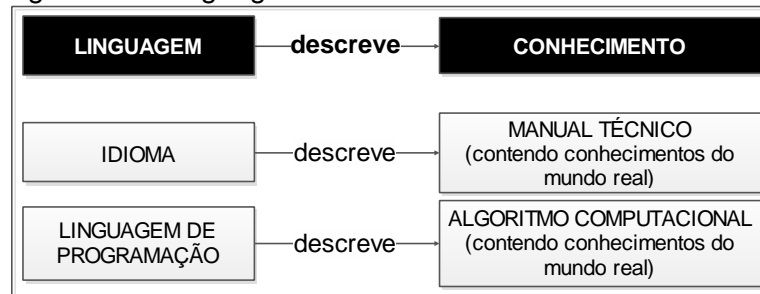 LINGUAGEM descreve CONHECIMENTO
IDIOMA descreve MANUAL TÉCNICO
(contendo conhecimentos do
mundo real)
LINGUAGEM DE
PROGRAMAÇÃO descreve ALGORITMO COMPUTACIONAL
(contendo conhecimentos do
mundo real)